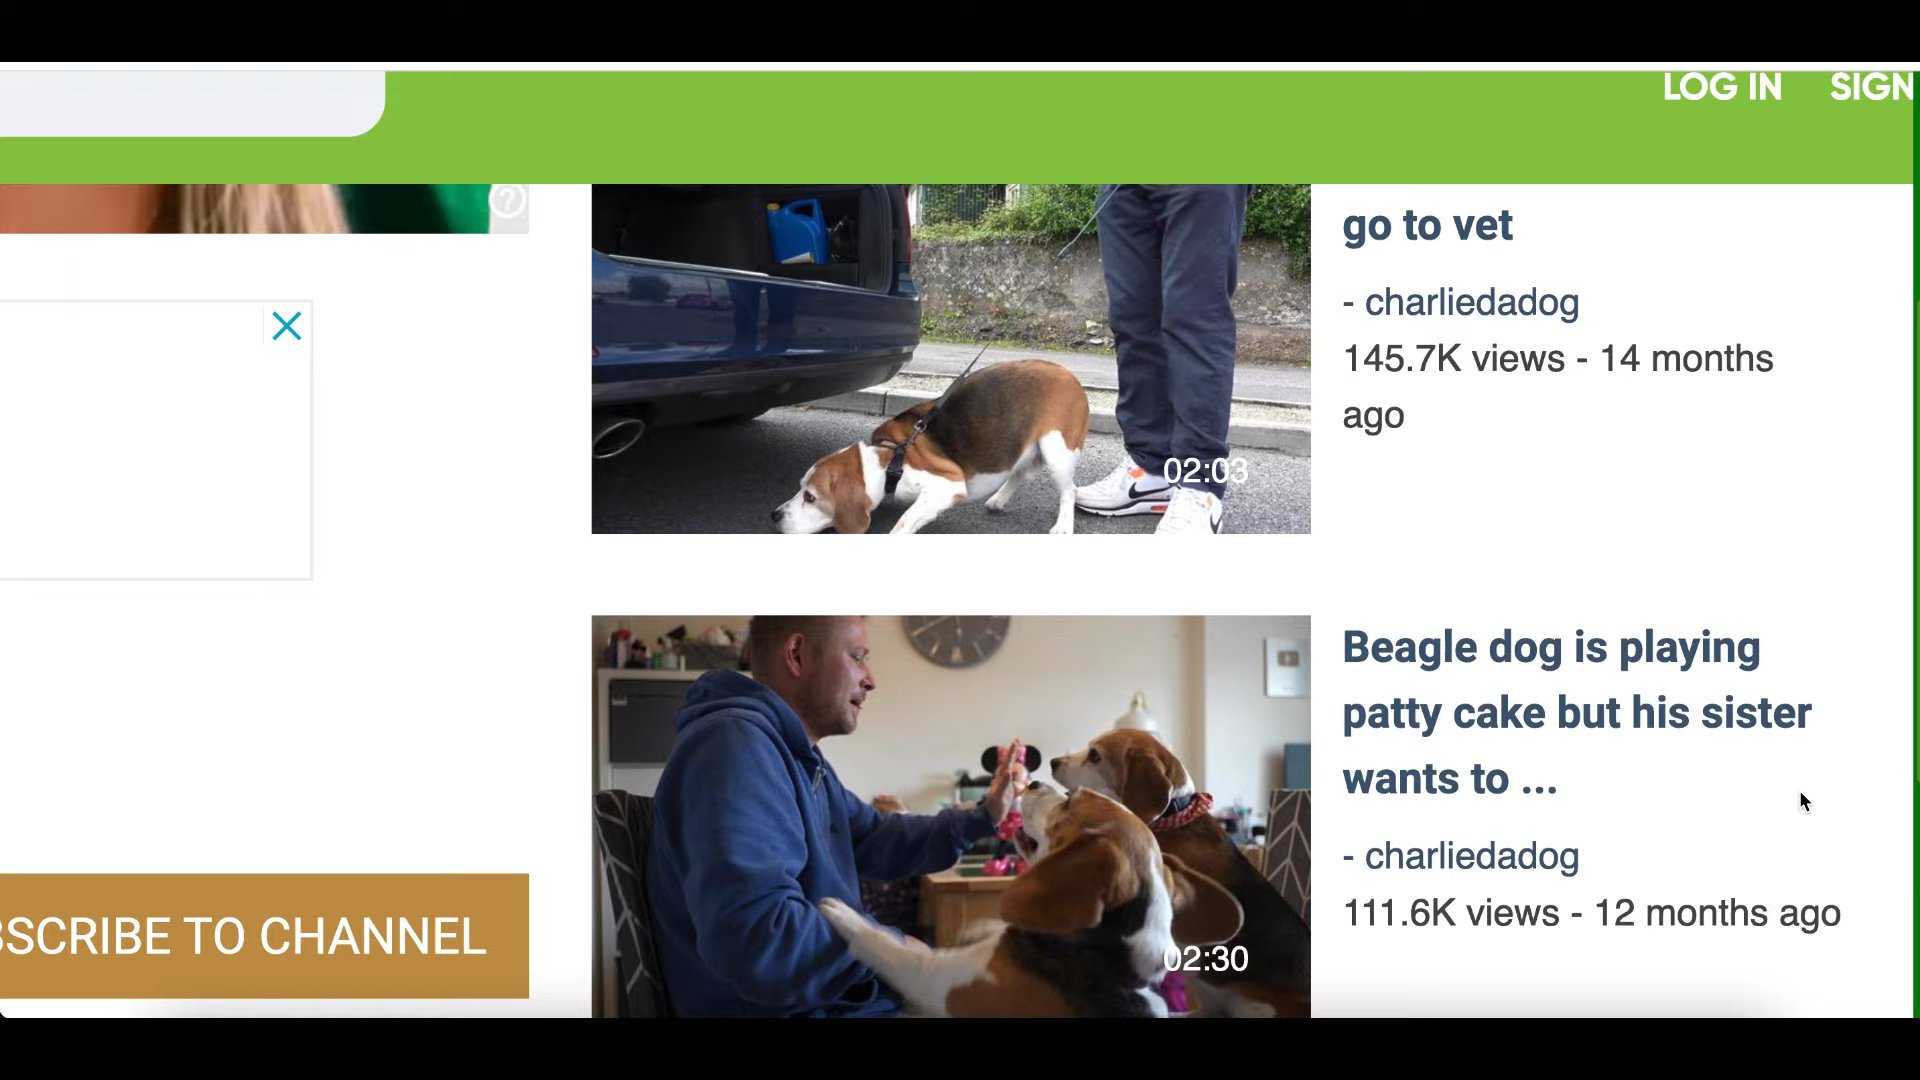 LOG IN SIGN
go to vet
- charliedadog
145.7K views - 14 months
ago
02:03
Beagle dog is playing
patty cake but his sister
wants to ...
- charliedadog
111.6K views - 12 months ago
02:30
BSCRIBE TO CHANNEL